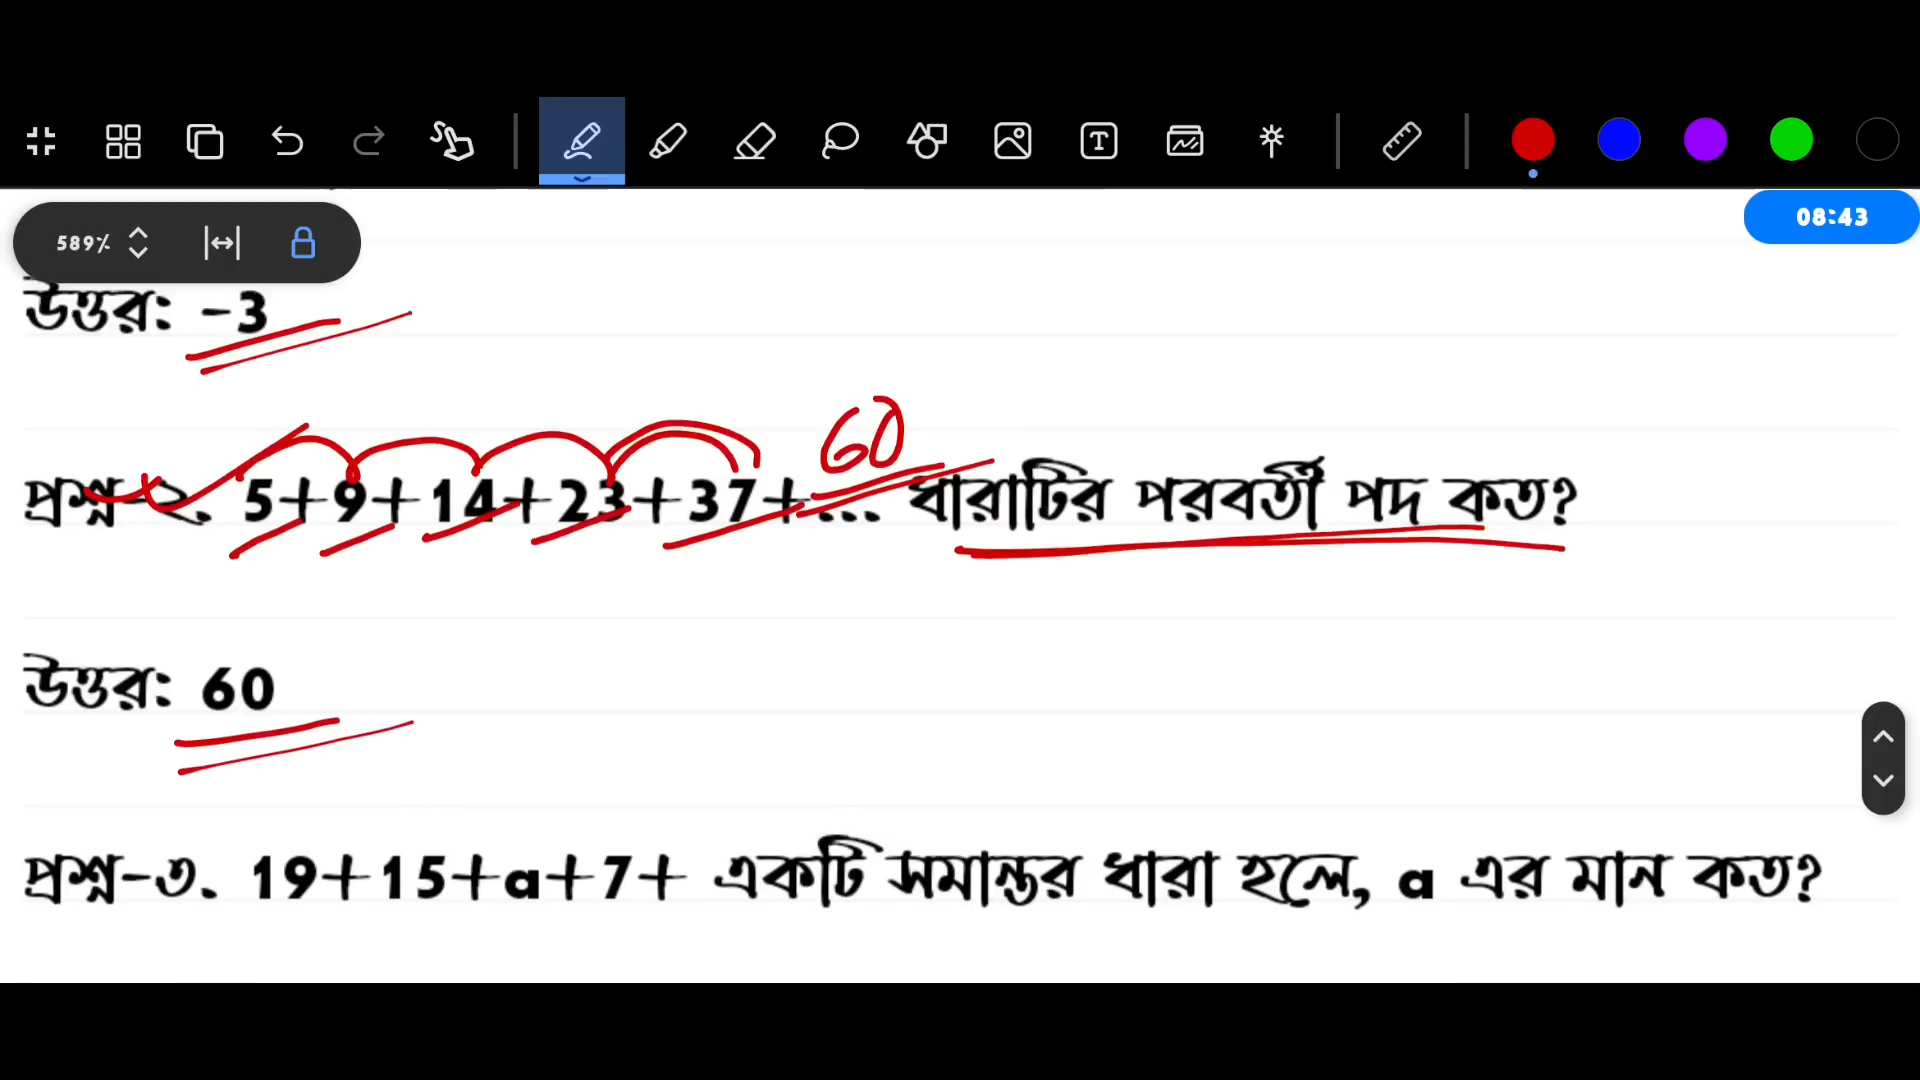 589%
08:43
উত্তর: -3
60
প্রশ্ন-২. 5+9+14+23+37+... ধারাটির পরবর্তী পদ কত?
উত্তর: 60
প্রশ্ন-৩. 19+15+a+7+ একটি সমান্তর ধারা হলে, a এর মান কত?